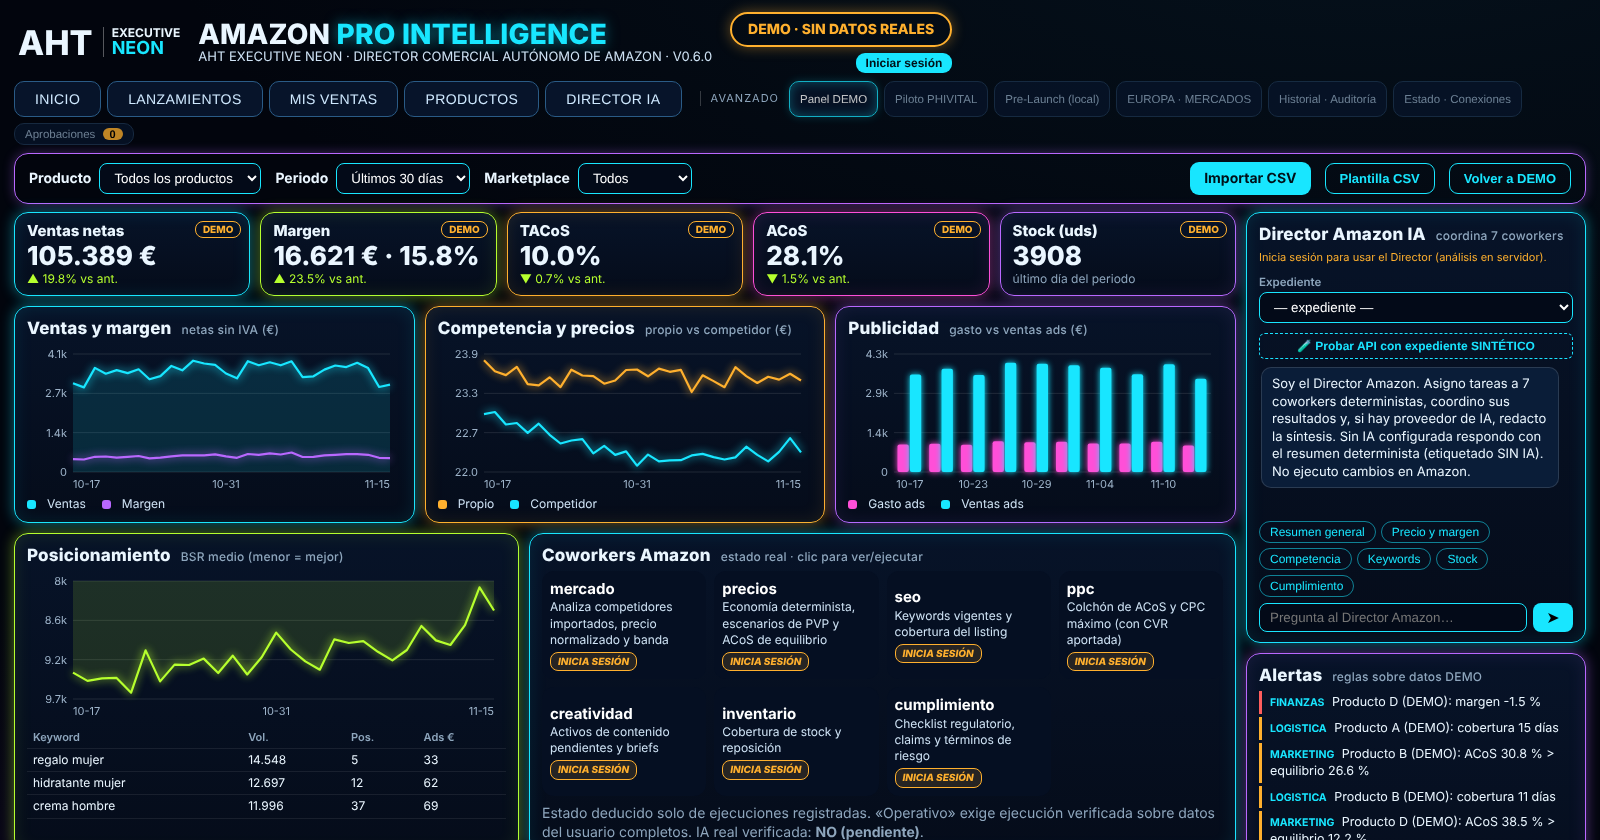 AHT EXECUTIVE NEON
AMAZON PRO INTELLIGENCE
AHT EXECUTIVE NEON · DIRECTOR COMERCIAL AUTÓNOMO DE AMAZON · V0.6.0
DEMO · SIN DATOS REALES
Iniciar sesión
INICIO LANZAMIENTOS MIS VENTAS PRODUCTOS DIRECTOR IA AVANZADO Panel DEMO Piloto PHIVITAL Pre-Launch (local) EUROPA · MERCADOS Historial · Auditoría Estado · Conexiones
Aprobaciones 0
Producto Todos los productos Periodo Últimos 30 días Marketplace Todos Importar CSV Plantilla CSV Volver a DEMO
Ventas netas DEMO
105.389 €
▲ 19.8% vs ant.
Margen DEMO
16.621 € · 15.8%
▲ 23.5% vs ant.
TACoS DEMO
10.0%
▼ 0.7% vs ant.
ACoS DEMO
28.1%
▼ 1.5% vs ant.
Stock (uds) DEMO
3908
último día del periodo
Ventas y margen netas sin IVA (€)
4.1k
2.7k
1.4k
0
10-17 10-31 11-15
Ventas Margen
Competencia y precios propio vs competidor (€)
23.9
23.3
22.7
22.0
10-17 10-31 11-15
Propio Competidor
Publicidad gasto vs ventas ads (€)
4.3k
2.9k
1.4k
0
10-17 10-23 10-29 11-04 11-10
Gasto ads Ventas ads
Posicionamiento BSR medio (menor = mejor)
8k
8.6k
9.2k
9.7k
10-17 10-31 11-15
Keyword Vol. Pos. Ads €
regalo mujer 14.548 5 33
hidratante mujer 12.697 12 62
crema hombre 11.996 37 69
Coworkers Amazon estado real · clic para ver/ejecutar
mercado
Analiza competidores
importados, precio
normalizado y banda
INICIA SESIÓN
precios
Economía determinista,
escenarios de PVP y
ACoS de equilibrio
INICIA SESIÓN
seo
Keywords vigentes y
cobertura del listing
INICIA SESIÓN
ppc
Colchón de ACoS y CPC
máximo (con CVR
aportada)
INICIA SESIÓN
creatividad
Activos de contenido
pendientes y briefs
INICIA SESIÓN
inventario
Cobertura de stock y
reposición
INICIA SESIÓN
cumplimiento
Checklist regulatorio,
claims y términos de
riesgo
INICIA SESIÓN
Estado deducido solo de ejecuciones registradas. «Operativo» exige ejecución verificada sobre datos
del usuario completos. IA real verificada: NO (pendiente).
Director Amazon IA coordina 7 coworkers
Inicia sesión para usar el Director (análisis en servidor).
Expediente
— expediente —
🧪 Probar API con expediente SINTÉTICO
Soy el Director Amazon. Asigno tareas a 7
coworkers deterministas, coordino sus
resultados y, si hay proveedor de IA, redacto
la síntesis. Sin IA configurada respondo con
el resumen determinista (etiquetado SIN IA).
No ejecuto cambios en Amazon.
Resumen general Precio y margen
Competencia Keywords Stock
Cumplimiento
Pregunta al Director Amazon… ➤
Alertas reglas sobre datos DEMO
FINANZAS Producto D (DEMO): margen -1.5 %
LOGISTICA Producto A (DEMO): cobertura 15 días
MARKETING Producto B (DEMO): ACoS 30.8 % >
equilibrio 26.6 %
LOGISTICA Producto B (DEMO): cobertura 11 días
MARKETING Producto D (DEMO): ACoS 38.5 % >
equilibrio 12.2 %